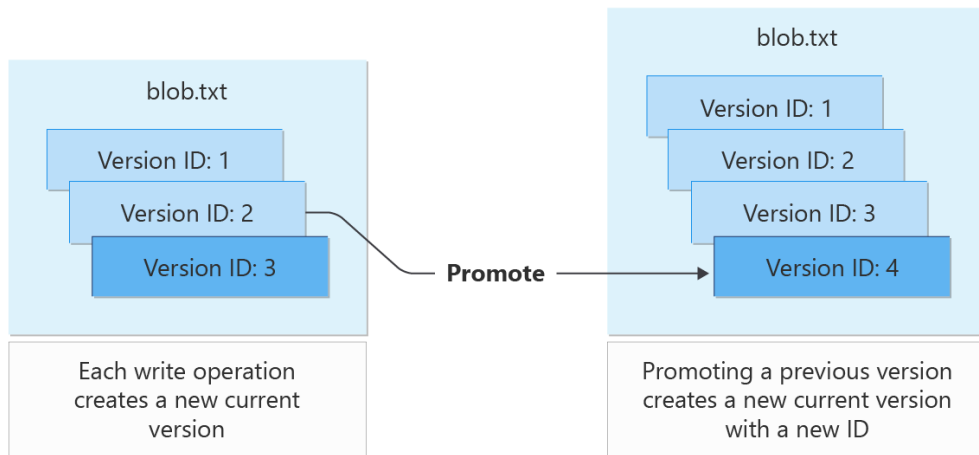 blob.txt
Version ID: 1
Version ID: 2
Version ID: 3
Each write operation
creates a new current
version
Promote
blob.txt
Version ID: 1
Version ID: 2
Version ID: 3
Version ID: 4
Promoting a previous version
creates a new current version
with a new ID